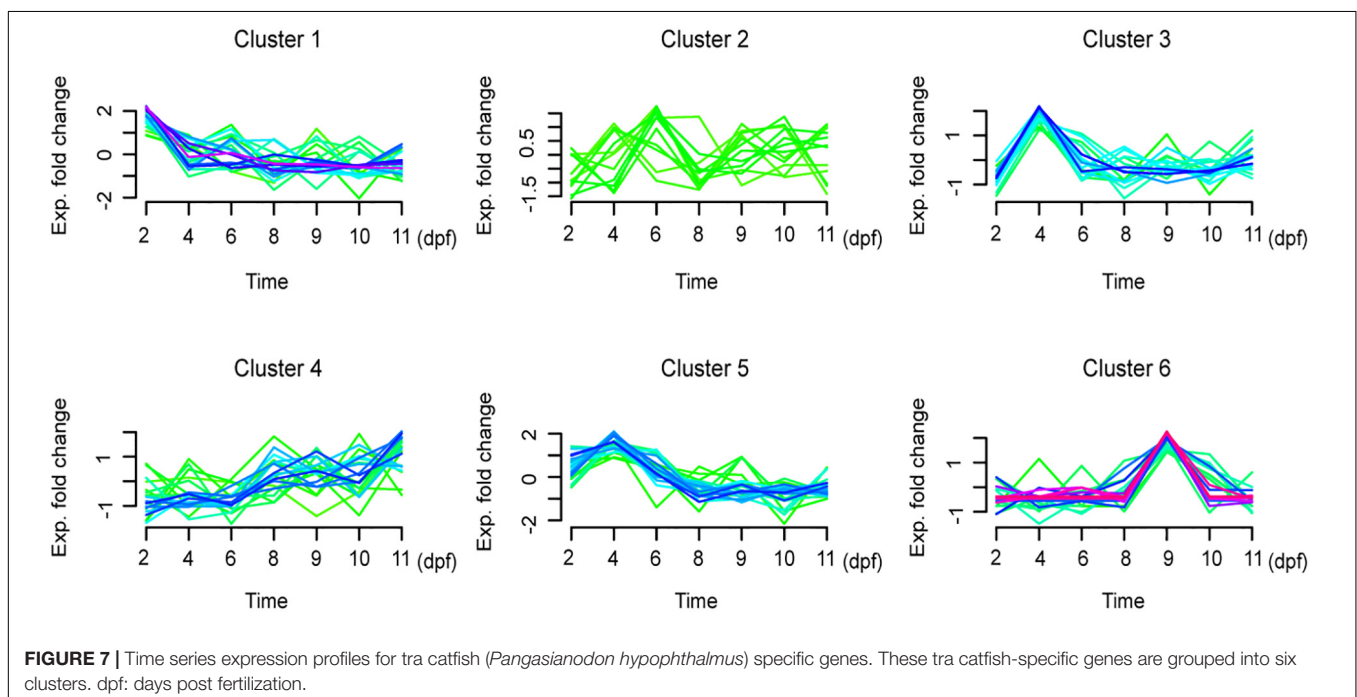 Cluster 1
Exp. fold change
2
0
-2
2 4 6 8 9 10 11 (dpf)
Time
Cluster 2
Exp. fold change
0.5
-1.5
2 4 6 8 9 10 11 (dpf)
Time
Cluster 3
Exp. fold change
1
-1
2 4 6 8 9 10 11 (dpf)
Time
Cluster 4
Exp. fold change
1
-1
2 4 6 8 9 10 11 (dpf)
Time
Cluster 5
Exp. fold change
2
0
-2
2 4 6 8 9 10 11 (dpf)
Time
Cluster 6
Exp. fold change
1
-1
2 4 6 8 9 10 11 (dpf)
Time
FIGURE 7 | Time series expression profiles for tra catfish (Pangasianodon hypophthalmus) specific genes. These tra catfish-specific genes are grouped into six
clusters. dpf: days post fertilization.